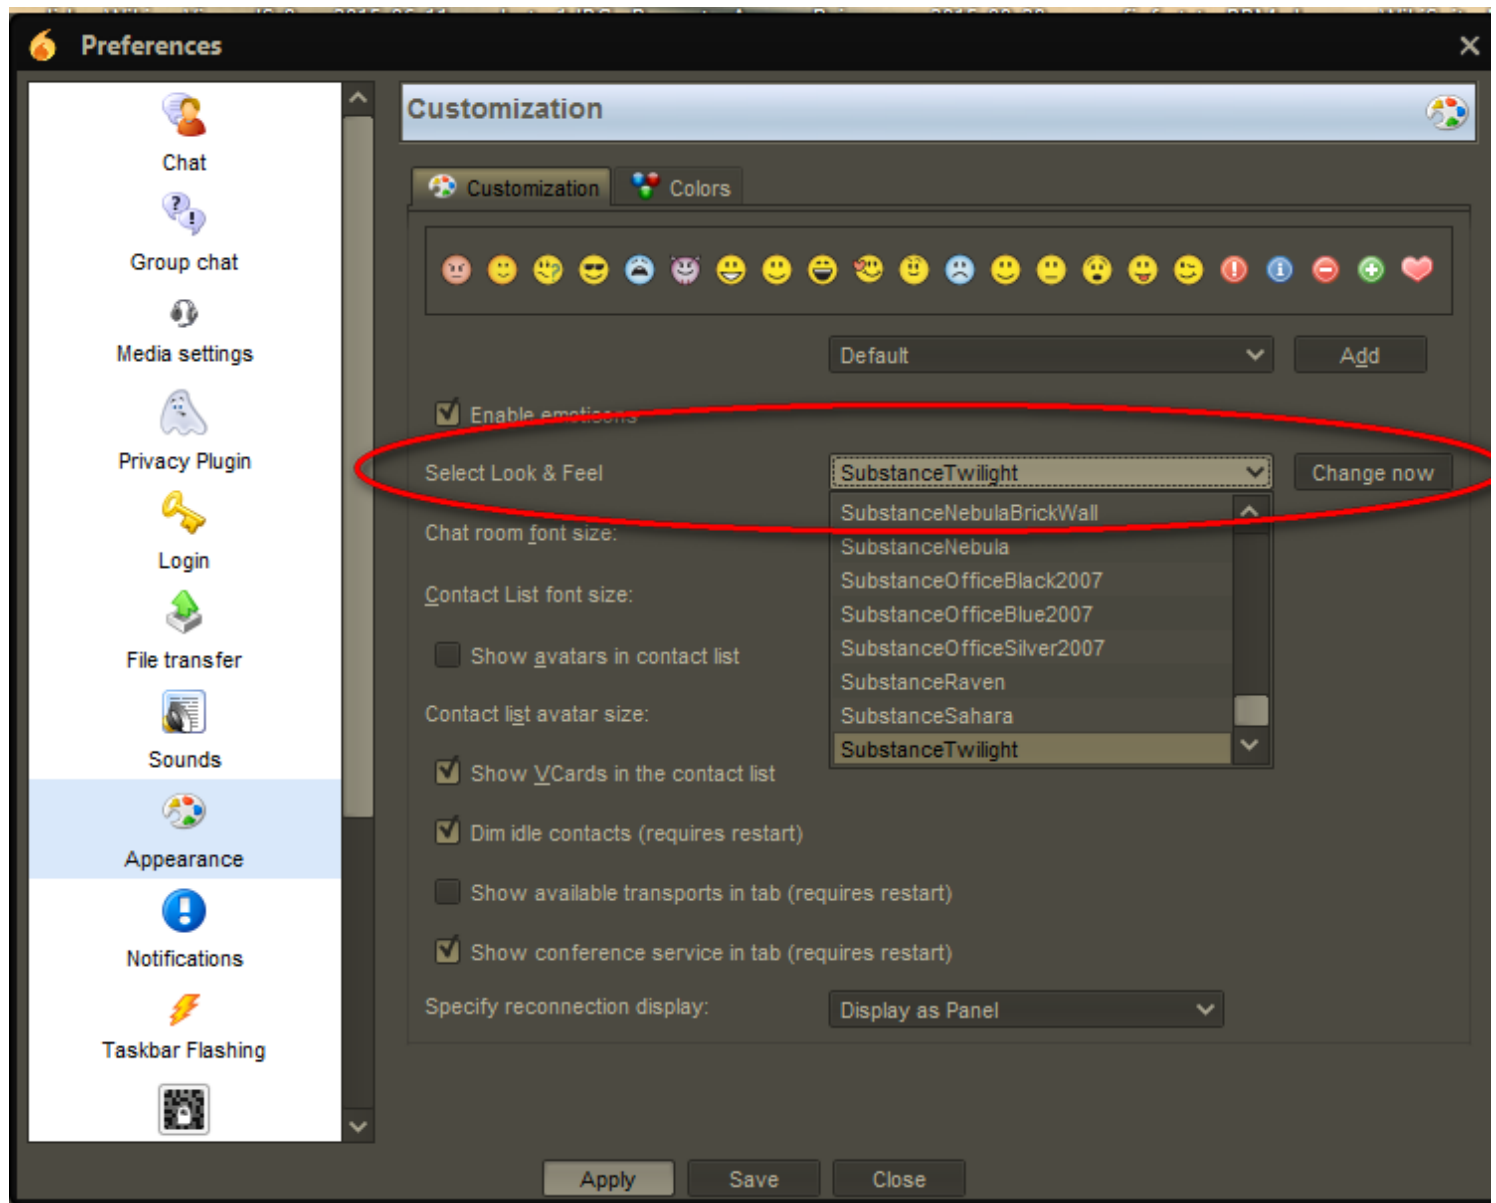 Preferences
Chat
Group chat
Media settings
Privacy Plugin
Login
File transfer
Sounds
Appearance
Notifications
Taskbar Flashing
Customization
Customization
Colors
Default
Add
Enable emoticons
Select Look & Feel
SubstanceTwilight
Change now
SubstanceNebulaBrickWall
SubstanceNebula
SubstanceOfficeBlack2007
SubstanceOfficeBlue2007
SubstanceOfficeSilver2007
SubstanceRaven
SubstanceSahara
SubstanceTwilight
Chat room font size:
Contact List font size:
Show avatars in contact list
Contact list avatar size:
Show VCards in the contact list
Dim idle contacts (requires restart)
Show available transports in tab (requires restart)
Show conference service in tab (requires restart)
Specify reconnection display:
Display as Panel
Apply
Save
Close